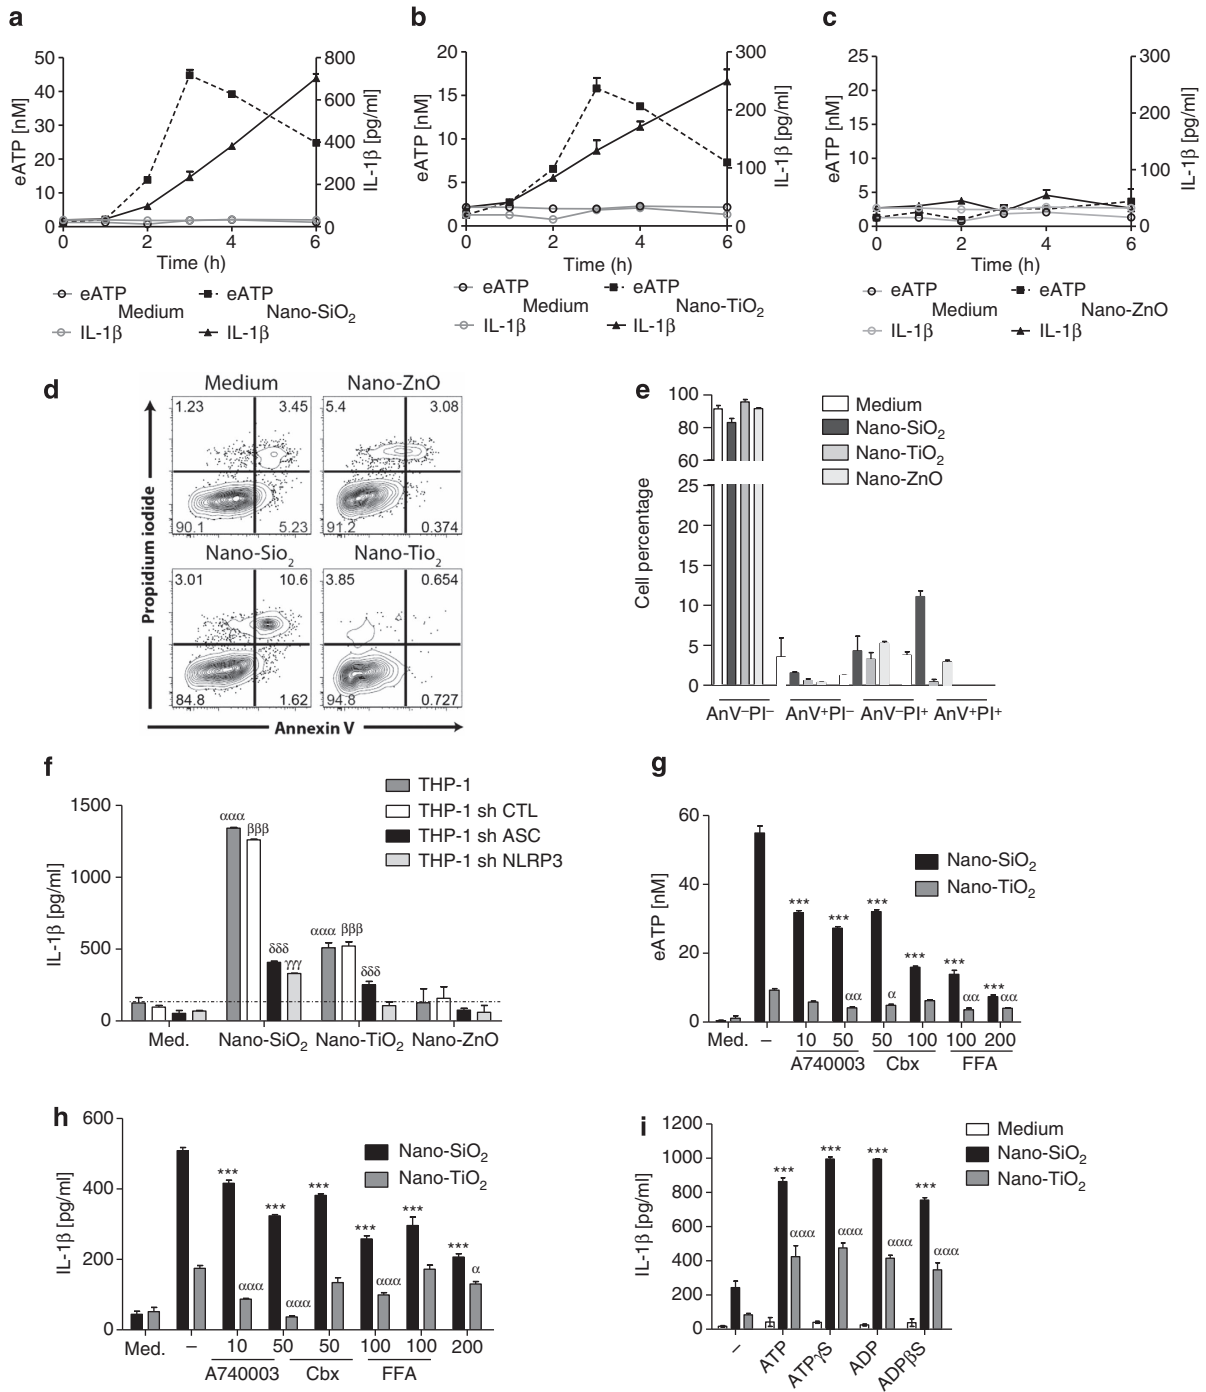 a
50
40
30
20
10
0
eATP [nM]
800
600
400
200
0
IL-1β [pg/ml]
0 2 4 6
Time (h)
eATP eATP
Medium Nano-SiO2
IL-1β IL-1β
b
20
15
10
5
0
eATP [nM]
300
200
100
0
IL-1β [pg/ml]
0 2 4 6
Time (h)
eATP eATP
Medium Nano-TiO2
IL-1β IL-1β
c
25
20
15
10
5
0
eATP [nM]
300
200
100
0
IL-1β [pg/ml]
0 2 4 6
Time (h)
eATP eATP
Medium Nano-ZnO
IL-1β IL-1β
d
Medium Nano-ZnO
1.23 3.45 5.4 3.08
90.1 5.23 91.2 0.374
Nano-Sio2 Nano-Tio2
3.01 10.6 3.85 0.654
84.8 1.62 94.8 0.727
Propidium iodide
Annexin V
e
100
80
60
25
20
15
10
5
0
Cell percentage
Medium
Nano-SiO2
Nano-TiO2
Nano-ZnO
AnV–PI– AnV+PI– AnV–PI+ AnV+PI+
f
1500
1000
500
0
IL-1β [pg/ml]
THP-1
THP-1 sh CTL
THP-1 sh ASC
THP-1 sh NLRP3
ααα βββ δδδ γγγ ααα βββ δδδ
Med. Nano-SiO2 Nano-TiO2 Nano-ZnO
g
60
40
20
0
eATP [nM]
Nano-SiO2
Nano-TiO2
*** *** *** *** *** ***
αα α αα αα
Med. – 10 50 50 100 100 200
A740003 Cbx FFA
h
600
400
200
0
IL-1β [pg/ml]
Nano-SiO2
Nano-TiO2
*** *** *** *** *** ***
ααα ααα ααα α
Med. – 10 50 50 100 100 200
A740003 Cbx FFA
i
1200
1000
800
600
400
200
0
IL-1β [pg/ml]
Medium
Nano-SiO2
Nano-TiO2
*** *** *** ***
ααα ααα ααα ααα
– ATP ATPγS ADP ADPβS